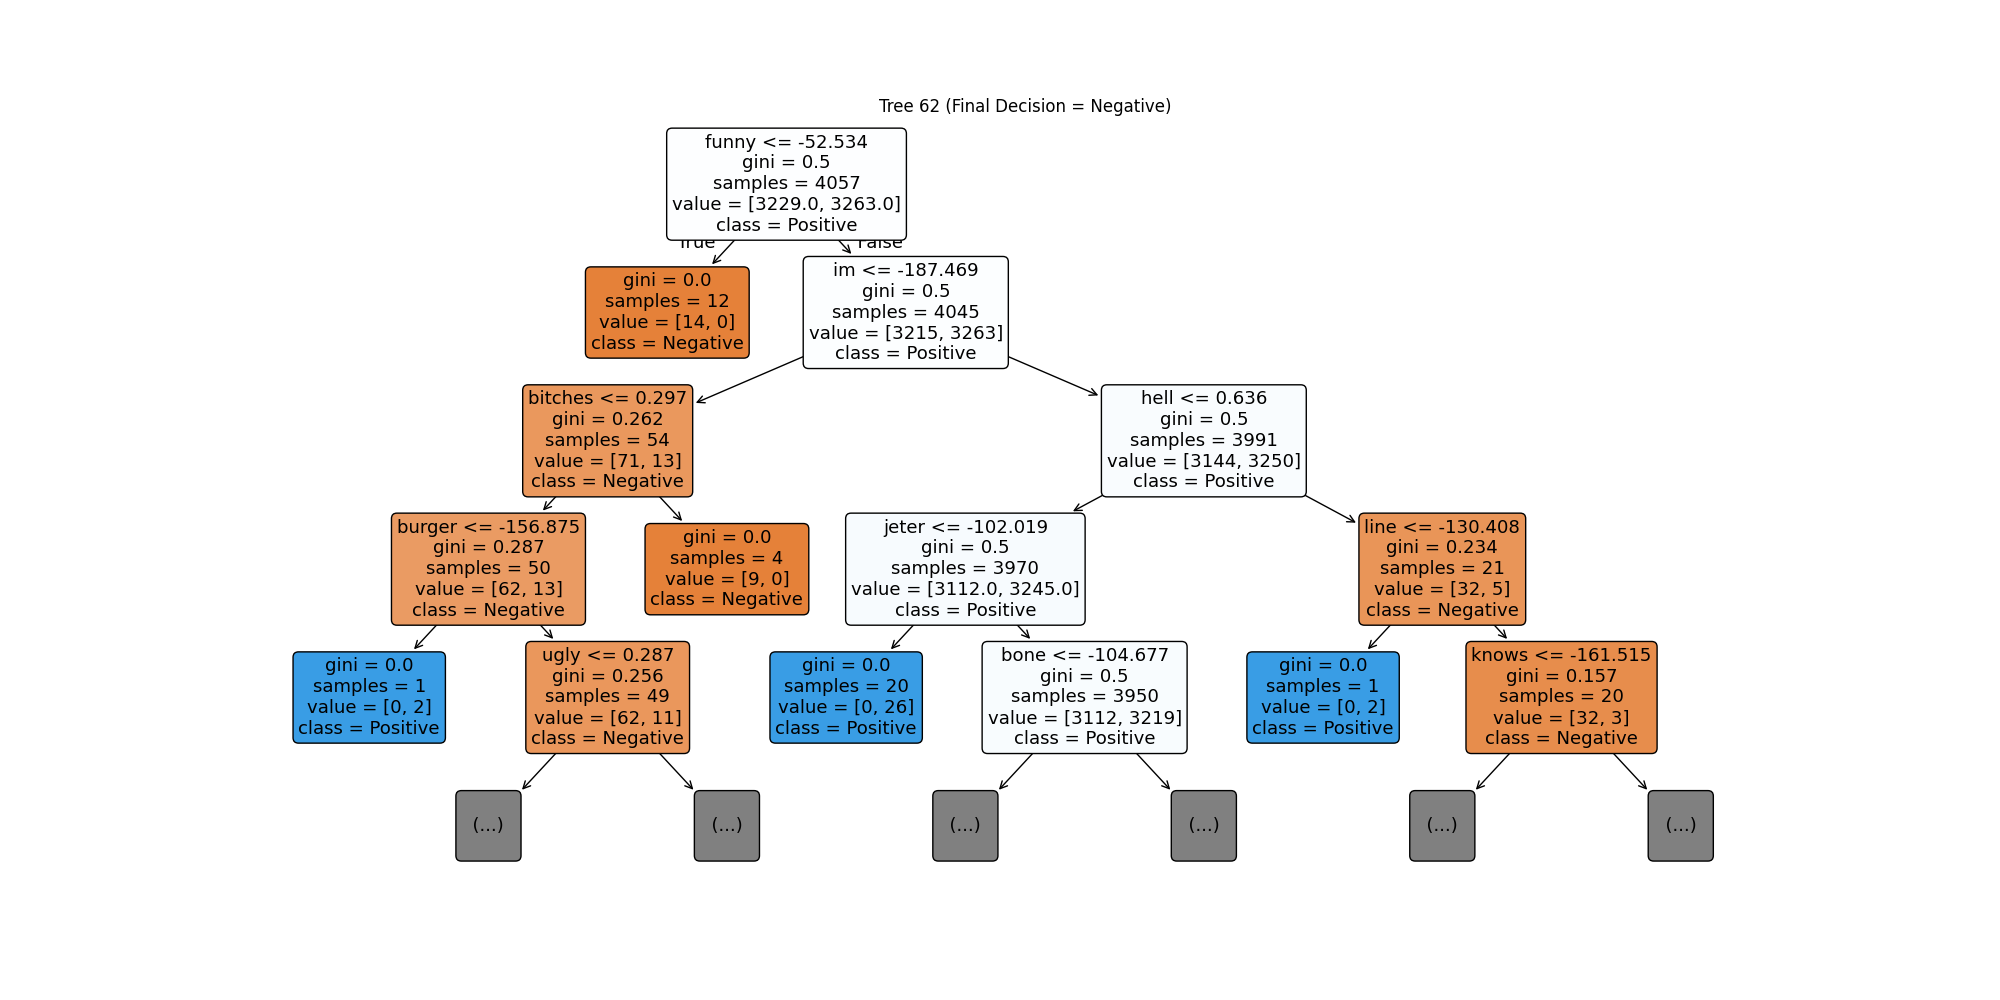 Tree 62 (Final Decision = Negative)
funny <= -52.534
gini = 0.5
samples = 4057
value = [3229.0, 3263.0]
class = Positive
True
False
gini = 0.0
samples = 12
value = [14, 0]
class = Negative
im <= -187.469
gini = 0.5
samples = 4045
value = [3215, 3263]
class = Positive
bitches <= 0.297
gini = 0.262
samples = 54
value = [71, 13]
class = Negative
hell <= 0.636
gini = 0.5
samples = 3991
value = [3144, 3250]
class = Positive
burger <= -156.875
gini = 0.287
samples = 50
value = [62, 13]
class = Negative
gini = 0.0
samples = 4
value = [9, 0]
class = Negative
jeter <= -102.019
gini = 0.5
samples = 3970
value = [3112.0, 3245.0]
class = Positive
line <= -130.408
gini = 0.234
samples = 21
value = [32, 5]
class = Negative
gini = 0.0
samples = 1
value = [0, 2]
class = Positive
ugly <= 0.287
gini = 0.256
samples = 49
value = [62, 11]
class = Negative
gini = 0.0
samples = 20
value = [0, 26]
class = Positive
bone <= -104.677
gini = 0.5
samples = 3950
value = [3112, 3219]
class = Positive
gini = 0.0
samples = 1
value = [0, 2]
class = Positive
knows <= -161.515
gini = 0.157
samples = 20
value = [32, 3]
class = Negative
(...)
(...)
(...)
(...)
(...)
(...)